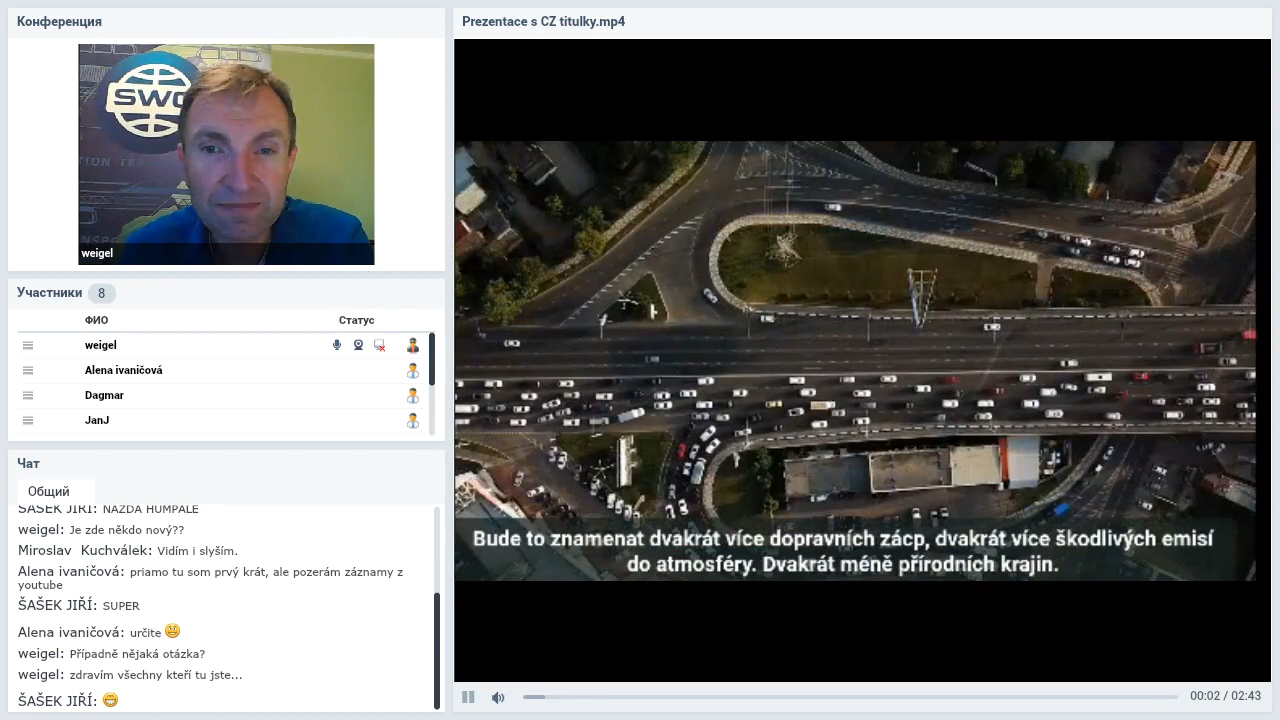 Конференция
SWC
weigel
Участники 8
ФИО Статус
weigel
Alena ivaničová
Dagmar
JanJ
Чат
Общий
ŠAŠEK JIŘÍ: NAZDA HUMPALE
weigel: Je zde někdo nový??
Miroslav Kuchválek: Vidím i slyším.
Alena ivaničová: priamo tu som prvý krát, ale pozerám záznamy z
youtube
ŠAŠEK JIŘÍ: SUPER
Alena ivaničová: určite
weigel: Případně nějaká otázka?
weigel: zdravím všechny kteří tu jste...
ŠAŠEK JIŘÍ:
Prezentace s CZ titulky.mp4
Bude to znamenat dvakrát více dopravních zácp, dvakrát více škodlivých emisí
do atmosféry. Dvakrát méně přírodních krajin.
00:02 / 02:43